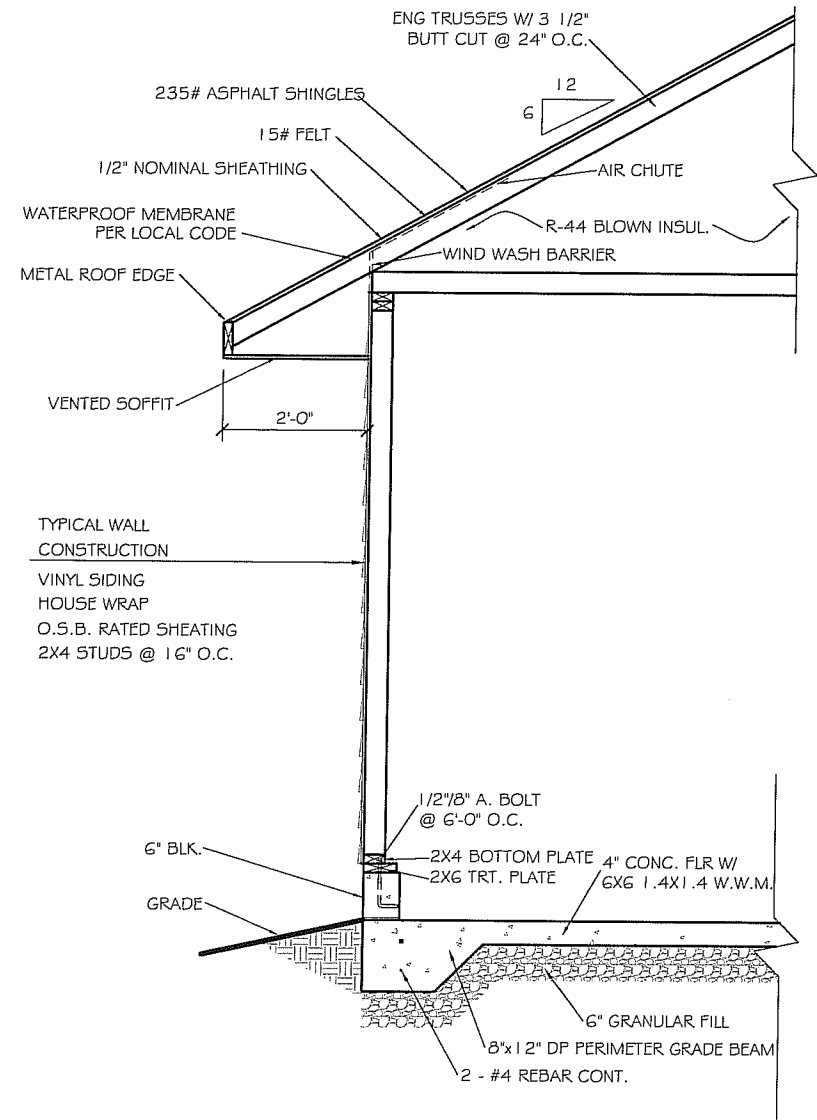 ENG TRUSSES W/ 3 1/2"
BUTT CUT @ 24" O.C.
12
6
235# ASPHALT SHINGLES
15# FELT
1/2" NOMINAL SHEATHING
AIR CHUTE
WATERPROOF MEMBRANE
PER LOCAL CODE
R-44 BLOWN INSUL.
WIND WASH BARRIER
METAL ROOF EDGE
VENTED SOFFIT
2'-0"
TYPICAL WALL
CONSTRUCTION
VINYL SIDING
HOUSE WRAP
O.S.B. RATED SHEATING
2X4 STUDS @ 16" O.C.
1/2"/8" A. BOLT
@ 6'-0" O.C.
6" BLK.
2X4 BOTTOM PLATE
2X6 TRT. PLATE
4" CONC. FLR W/
6X6 1.4X1.4 W.W.M.
GRADE
6" GRANULAR FILL
8"x12" DP PERIMETER GRADE BEAM
2 - #4 REBAR CONT.